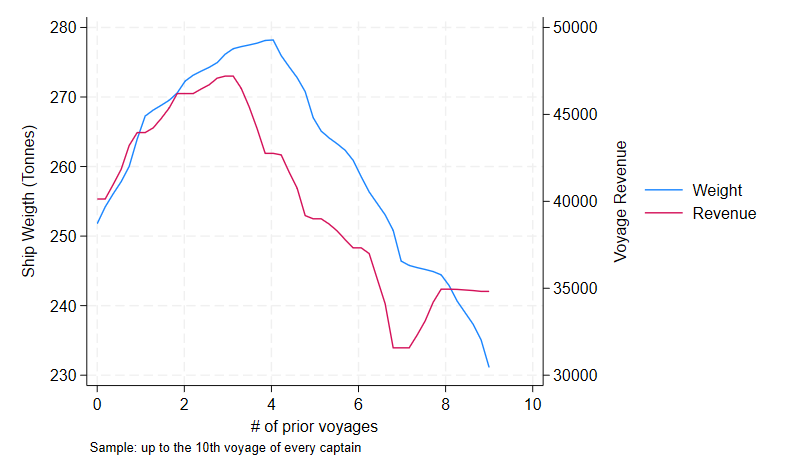 280
270
260
250
240
230
Ship Weigth (Tonnes)
50000
45000
40000
35000
30000
Voyage Revenue
0 2 4 6 8 10
# of prior voyages
Sample: up to the 10th voyage of every captain
Weight
Revenue